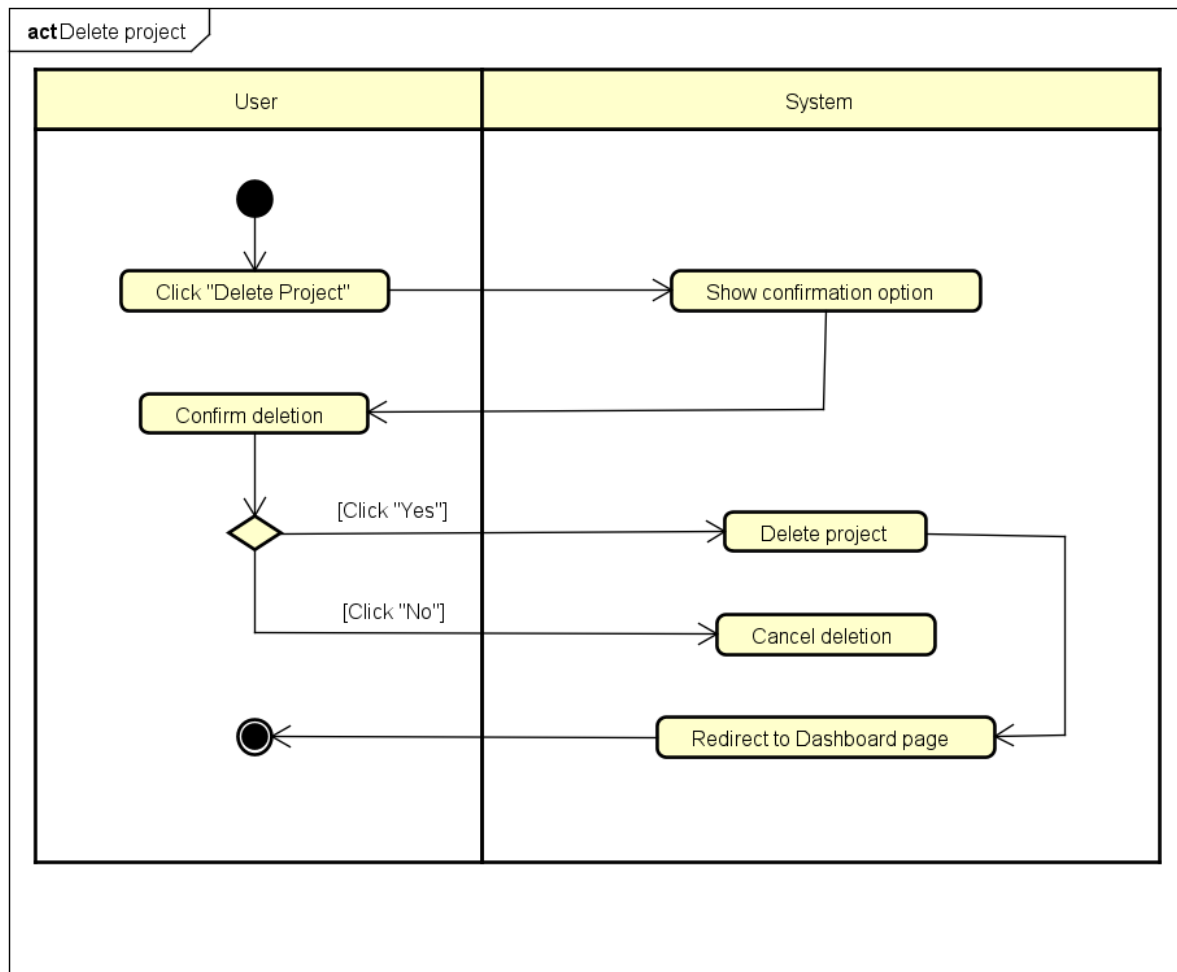 act Delete project
User
System
Click "Delete Project"
Show confirmation option
Confirm deletion
[Click "Yes"]
Delete project
[Click "No"]
Cancel deletion
Redirect to Dashboard page